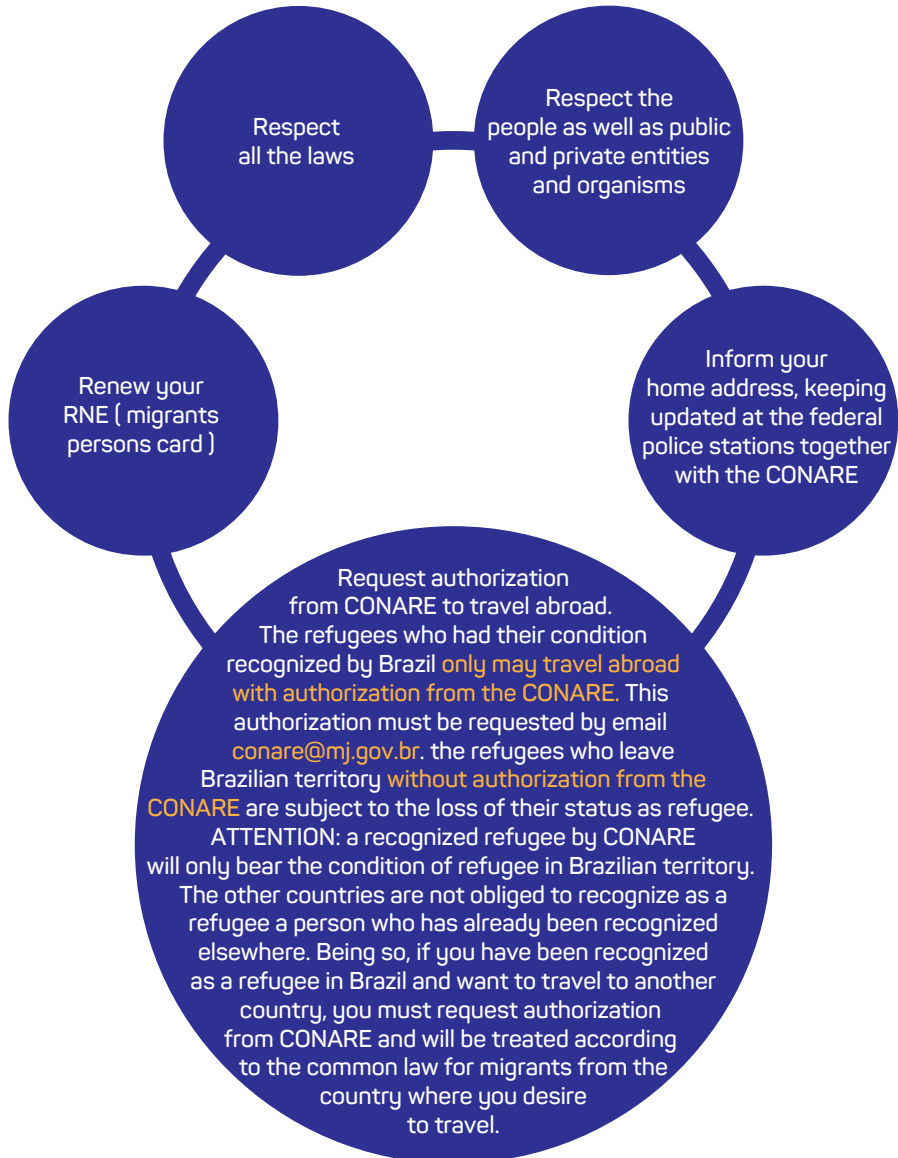 Respect
all the laws
Respect the
people as well as public
and private entities
and organisms
Renew your
RNE ( migrants
persons card )
Inform your
home address, keeping
updated at the federal
police stations together
with the CONARE
Request authorization
from CONARE to travel abroad.
The refugees who had their condition
recognized by Brazil only may travel abroad
with authorization from the CONARE. This
authorization must be requested by email
conare@mj.gov.br. the refugees who leave
Brazilian territory without authorization from the
CONARE are subject to the loss of their status as refugee.
ATTENTION: a recognized refugee by CONARE
will only bear the condition of refugee in Brazilian territory.
The other countries are not obliged to recognize as a
refugee a person who has already been recognized
elsewhere. Being so, if you have been recognized
as a refugee in Brazil and want to travel to another
country, you must request authorization
from CONARE and will be treated according
to the common law for migrants from the
country where you desire
to travel.